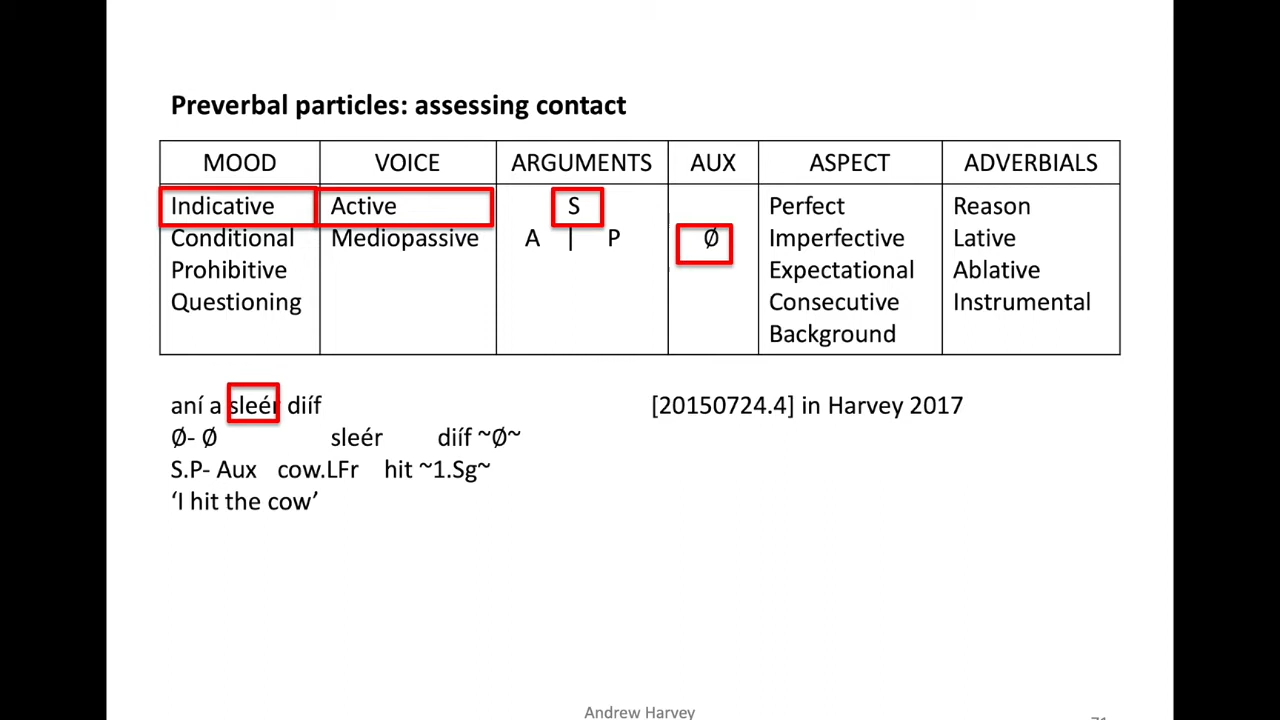 Preverbal particles: assessing contact
MOOD VOICE ARGUMENTS AUX ASPECT ADVERBIALS
Indicative Active S Perfect Reason
Conditional Mediopassive A | P Ø Imperfective Lative
Prohibitive Expectational Ablative
Questioning Consecutive Instrumental
Background
aní a sleér diíf [20150724.4] in Harvey 2017
Ø- Ø sleér diíf ~Ø~
S.P- Aux cow.LFr hit ~1.Sg~
‘I hit the cow’
Andrew Harvey